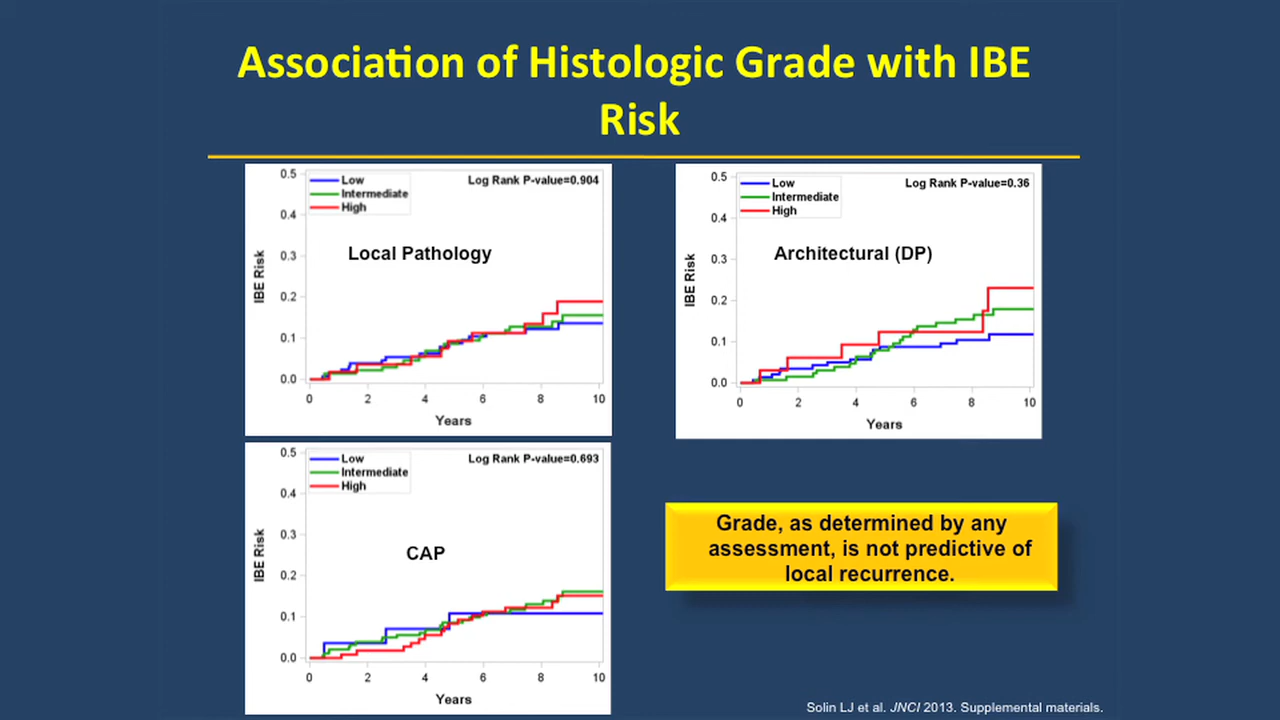 Association of Histologic Grade with IBE
Risk
0.5
0.4
0.3
0.2
0.1
0.0
IBE Risk
Low
Intermediate
High
Log Rank P-value=0.904
Local Pathology
0 2 4 6 8 10
Years
0.5
0.4
0.3
0.2
0.1
0.0
IBE Risk
Low
Intermediate
High
Log Rank P-value=0.36
Architectural (DP)
0 2 4 6 8 10
Years
0.5
0.4
0.3
0.2
0.1
0.0
IBE Risk
Low
Intermediate
High
Log Rank P-value=0.693
CAP
0 2 4 6 8 10
Years
Grade, as determined by any
assessment, is not predictive of
local recurrence.
Solin LJ et al. JNCI 2013. Supplemental materials.